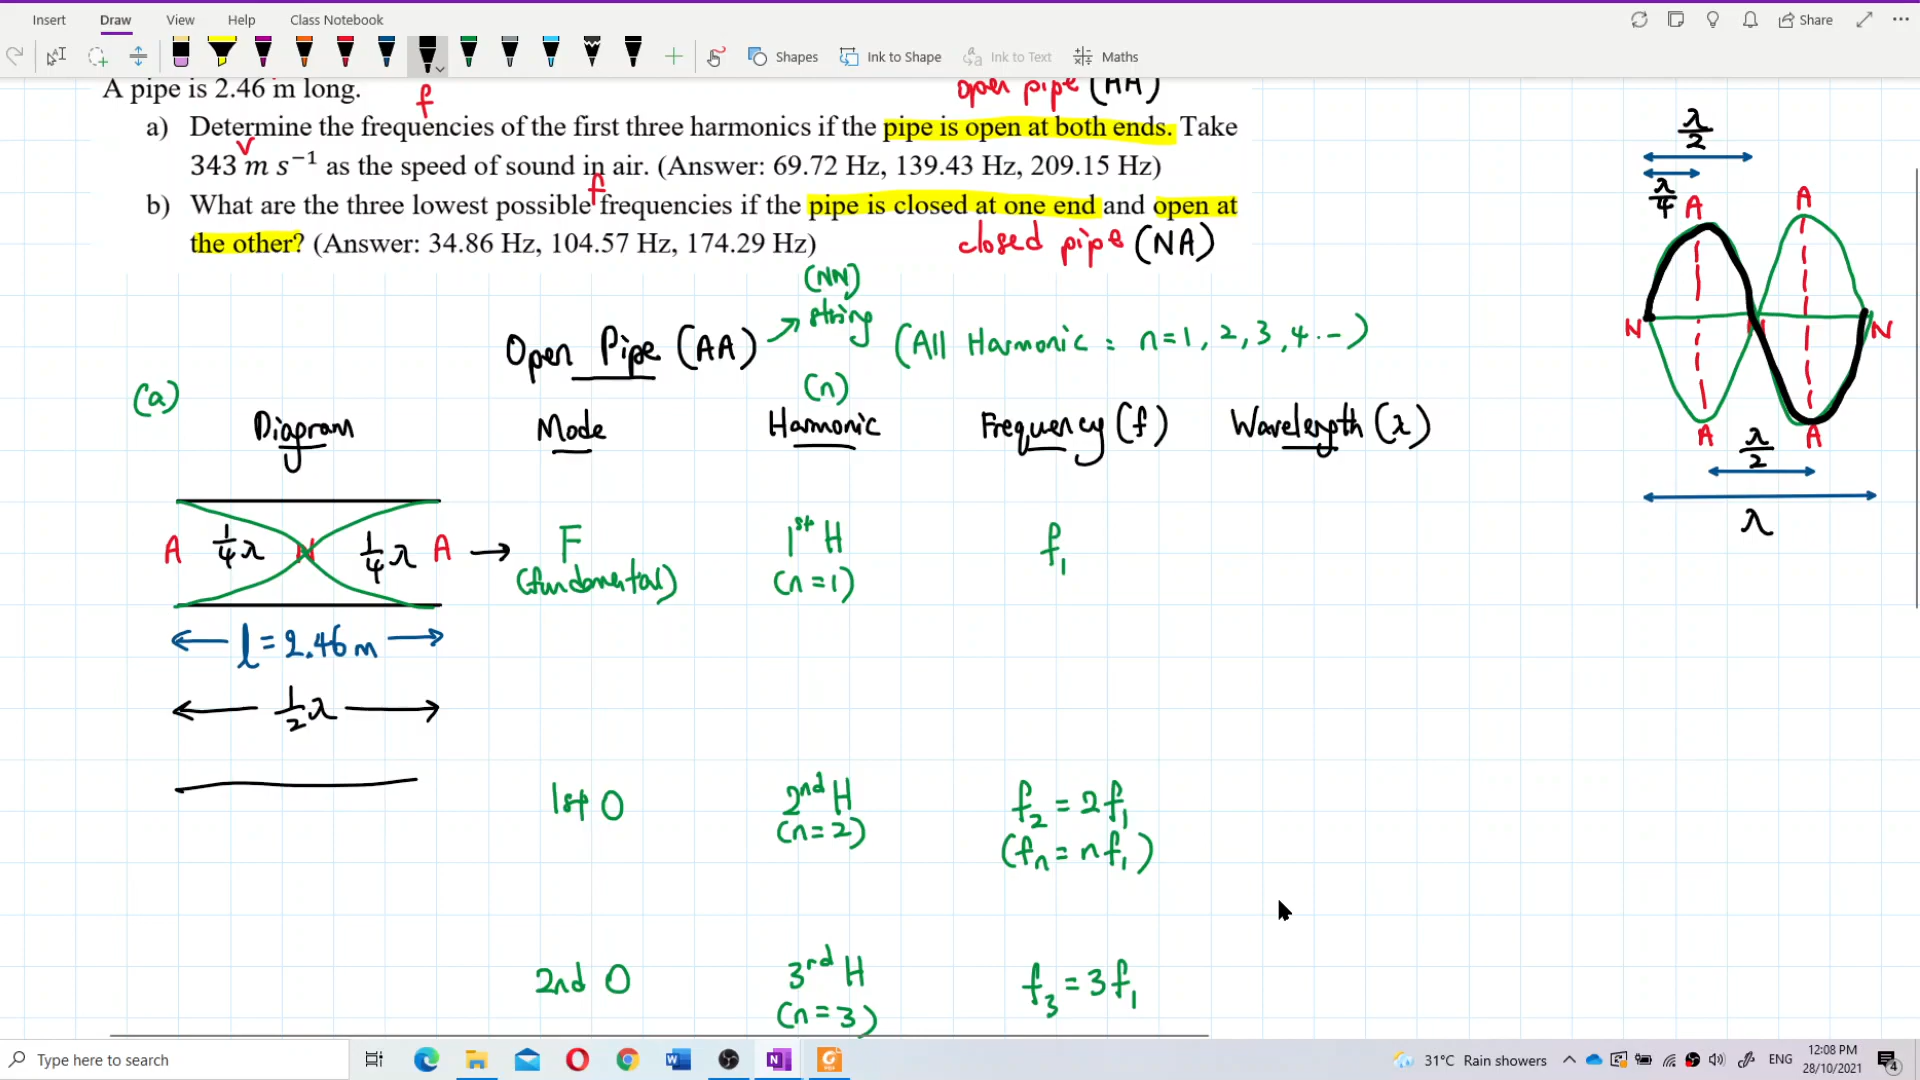 Insert Draw View Help Class Notebook Share
Shapes Ink to Shape Ink to Text Maths
A pipe is 2.46 m long.
f
open pipe (AA)
a) Determine the frequencies of the first three harmonics if the pipe is open at both ends. Take
v
343 m s⁻¹ as the speed of sound in air. (Answer: 69.72 Hz, 139.43 Hz, 209.15 Hz)
f
b) What are the three lowest possible frequencies if the pipe is closed at one end and open at
the other? (Answer: 34.86 Hz, 104.57 Hz, 174.29 Hz)
closed pipe (NA)
(NN)
string
Open Pipe (AA)
(All Harmonic : n=1, 2, 3, 4 ...)
(a)
(n)
Diagram Mode Harmonic Frequency (f) Wavelength (λ)
A ¼λ N ¼λ A → F 1st H f₁
(fundamental) (n=1)
l = 2.46 m
½λ
1st O 2nd H f₂ = 2f₁
(n=2) (fₙ = nf₁)
2nd O 3rd H f₃ = 3f₁
(n=3)
λ/2
λ/4
A A
N N N
A A
λ/2
λ
Type here to search
31°C Rain showers ENG 12:08 PM
28/10/2021
4